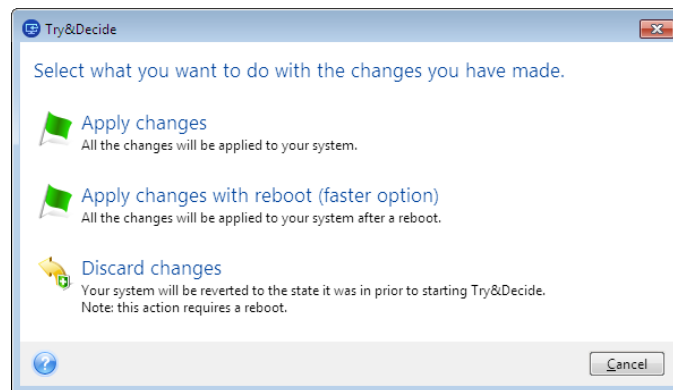 Try&Decide
Select what you want to do with the changes you have made.
Apply changes
All the changes will be applied to your system.
Apply changes with reboot (faster option)
All the changes will be applied to your system after a reboot.
Discard changes
Your system will be reverted to the state it was in prior to starting Try&Decide.
Note: this action requires a reboot.
Cancel